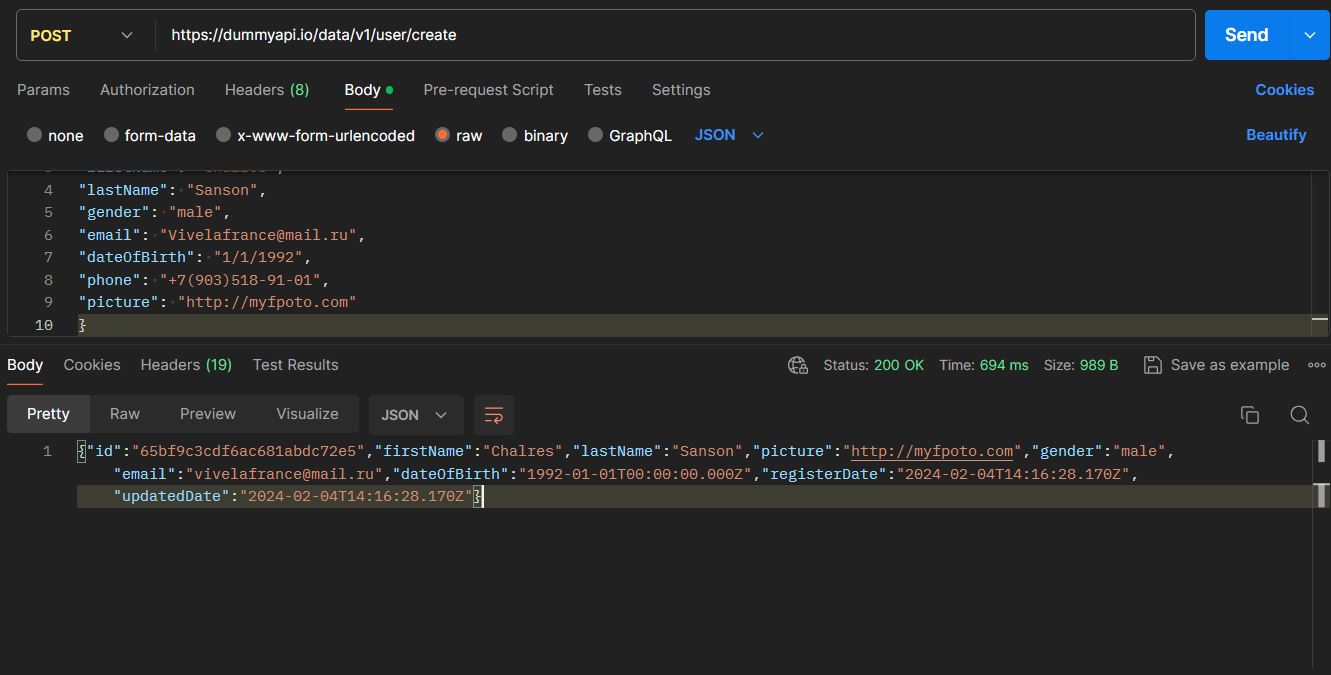 POST https://dummyapi.io/data/v1/user/create Send
Params Authorization Headers (8) Body Pre-request Script Tests Settings Cookies
none form-data x-www-form-urlencoded raw binary GraphQL JSON Beautify
4 "lastName": "Sanson",
5 "gender": "male",
6 "email": "Vivelafrance@mail.ru",
7 "dateOfBirth": "1/1/1992",
8 "phone": "+7(903)518-91-01",
9 "picture": "http://myfpoto.com"
10 }
Body Cookies Headers (19) Test Results Status: 200 OK Time: 694 ms Size: 989 B Save as example
Pretty Raw Preview Visualize JSON
1 {"id":"65bf9c3cdf6ac681abdc72e5","firstName":"Chalres","lastName":"Sanson","picture":"http://myfpoto.com","gender":"male",
"email":"vivelafrance@mail.ru","dateOfBirth":"1992-01-01T00:00:00.000Z","registerDate":"2024-02-04T14:16:28.170Z",
"updatedDate":"2024-02-04T14:16:28.170Z"}